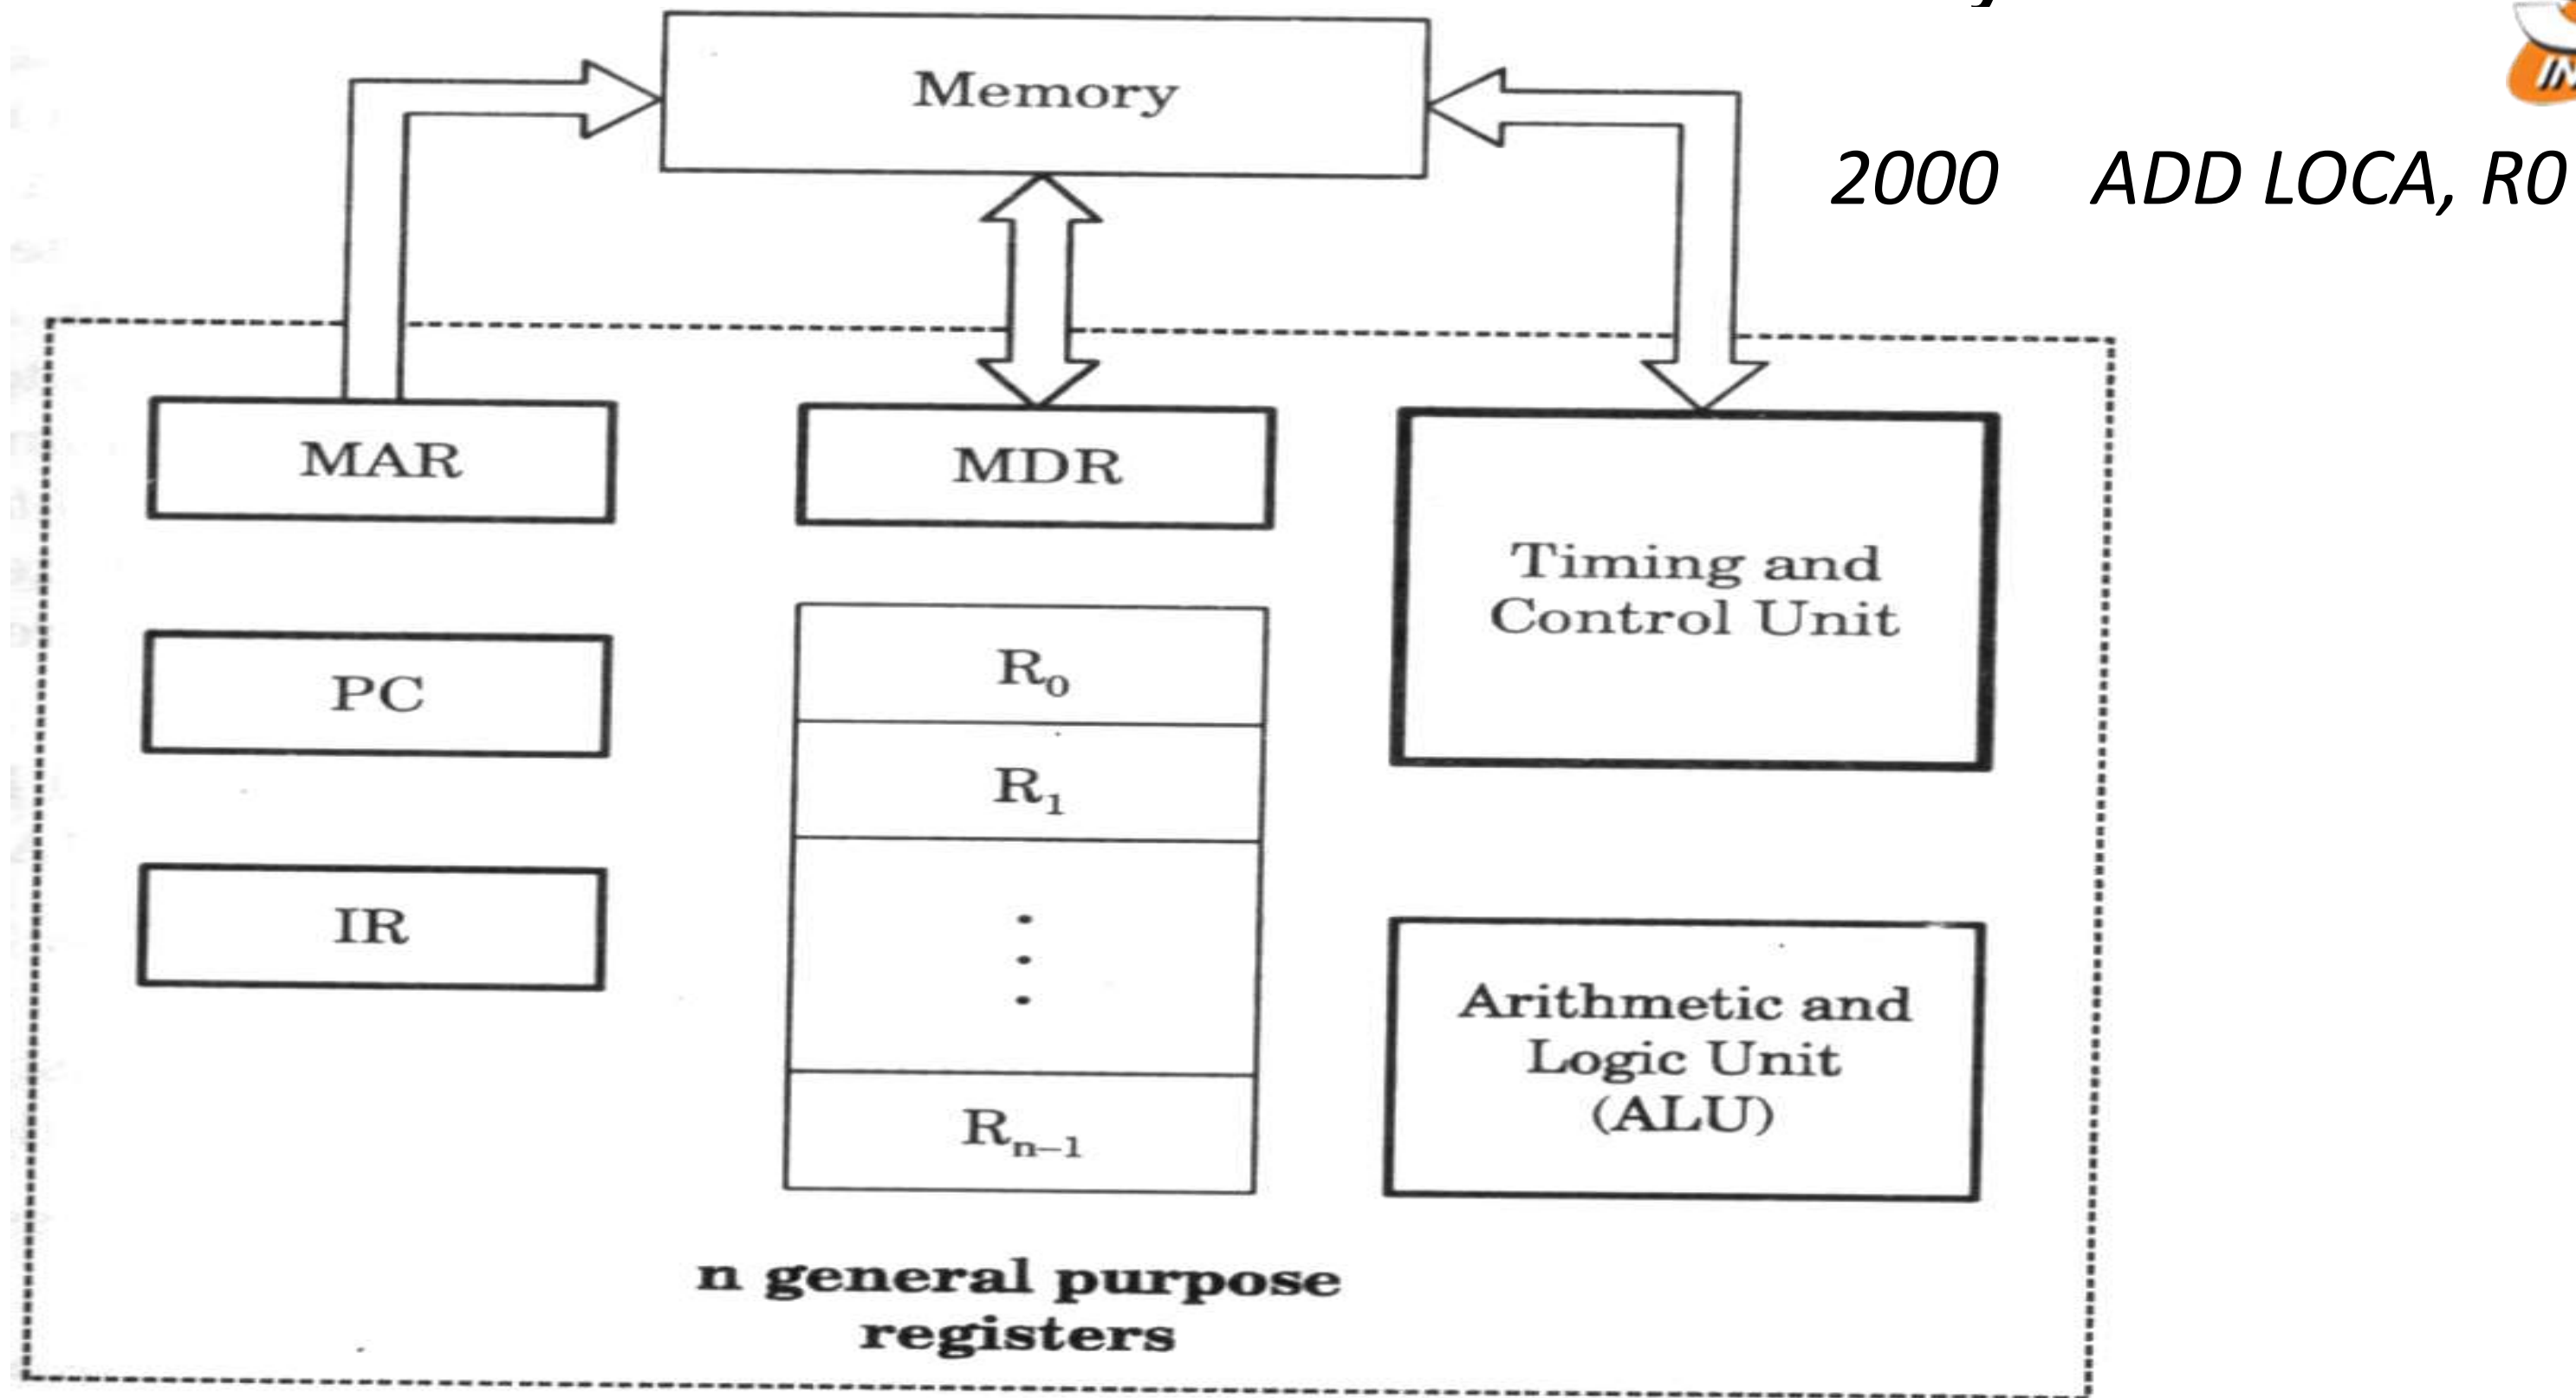 Memory
2000 ADD LOCA, R0
MAR
MDR
Timing and
Control Unit
R₀
PC
R₁
IR
Arithmetic and
Logic Unit
(ALU)
Rₙ₋₁
n general purpose
registers